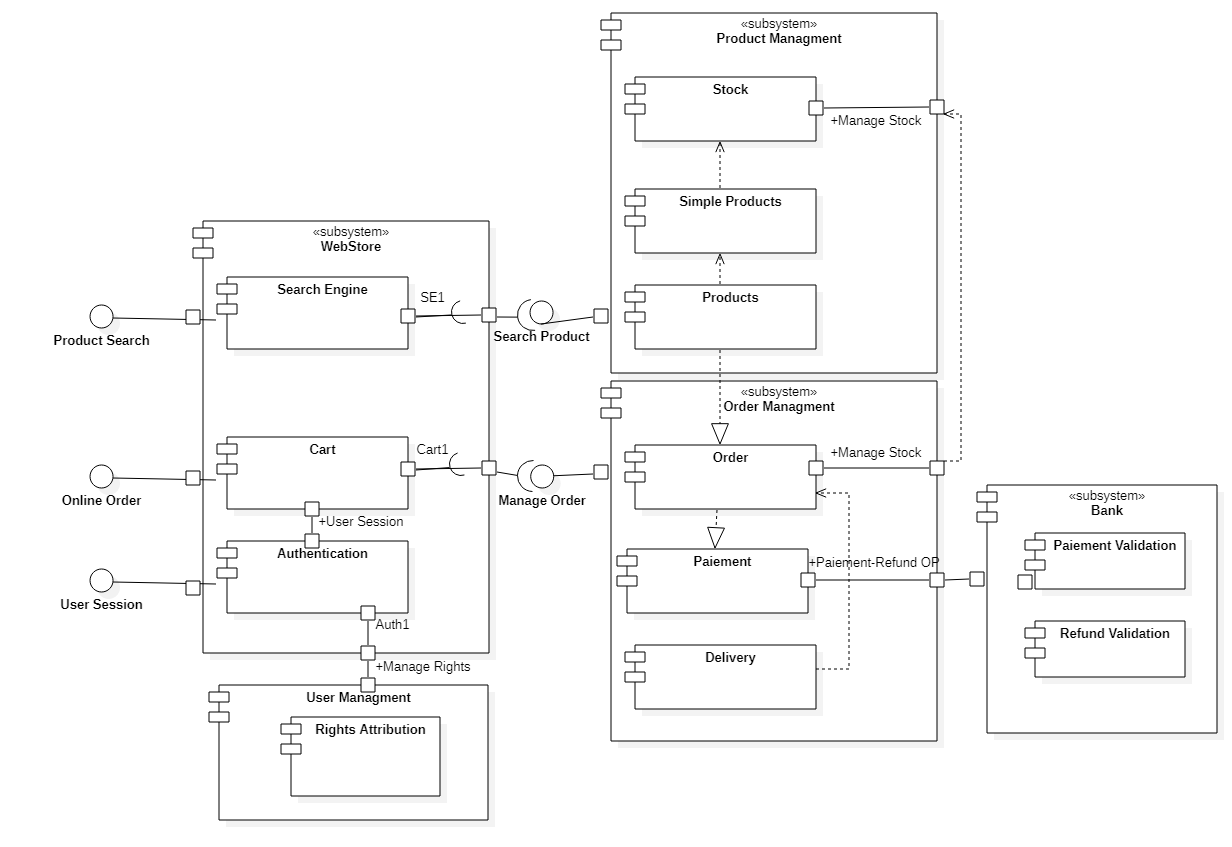 «subsystem»
Product Managment
Stock
+Manage Stock
Simple Products
Products
«subsystem»
WebStore
Search Engine
SE1
Product Search
Search Product
Cart
Cart1
Online Order
Manage Order
+User Session
Authentication
User Session
Auth1
+Manage Rights
User Managment
Rights Attribution
«subsystem»
Order Managment
Order
+Manage Stock
Paiement
+Paiement-Refund OP
Delivery
«subsystem»
Bank
Paiement Validation
Refund Validation